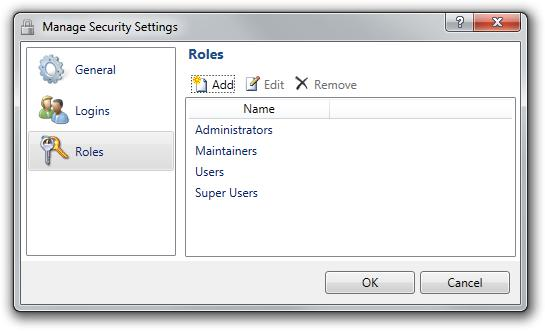 Manage Security Settings
?
General
Logins
Roles
Roles
Add Edit Remove
Name
Administrators
Maintainers
Users
Super Users
OK Cancel